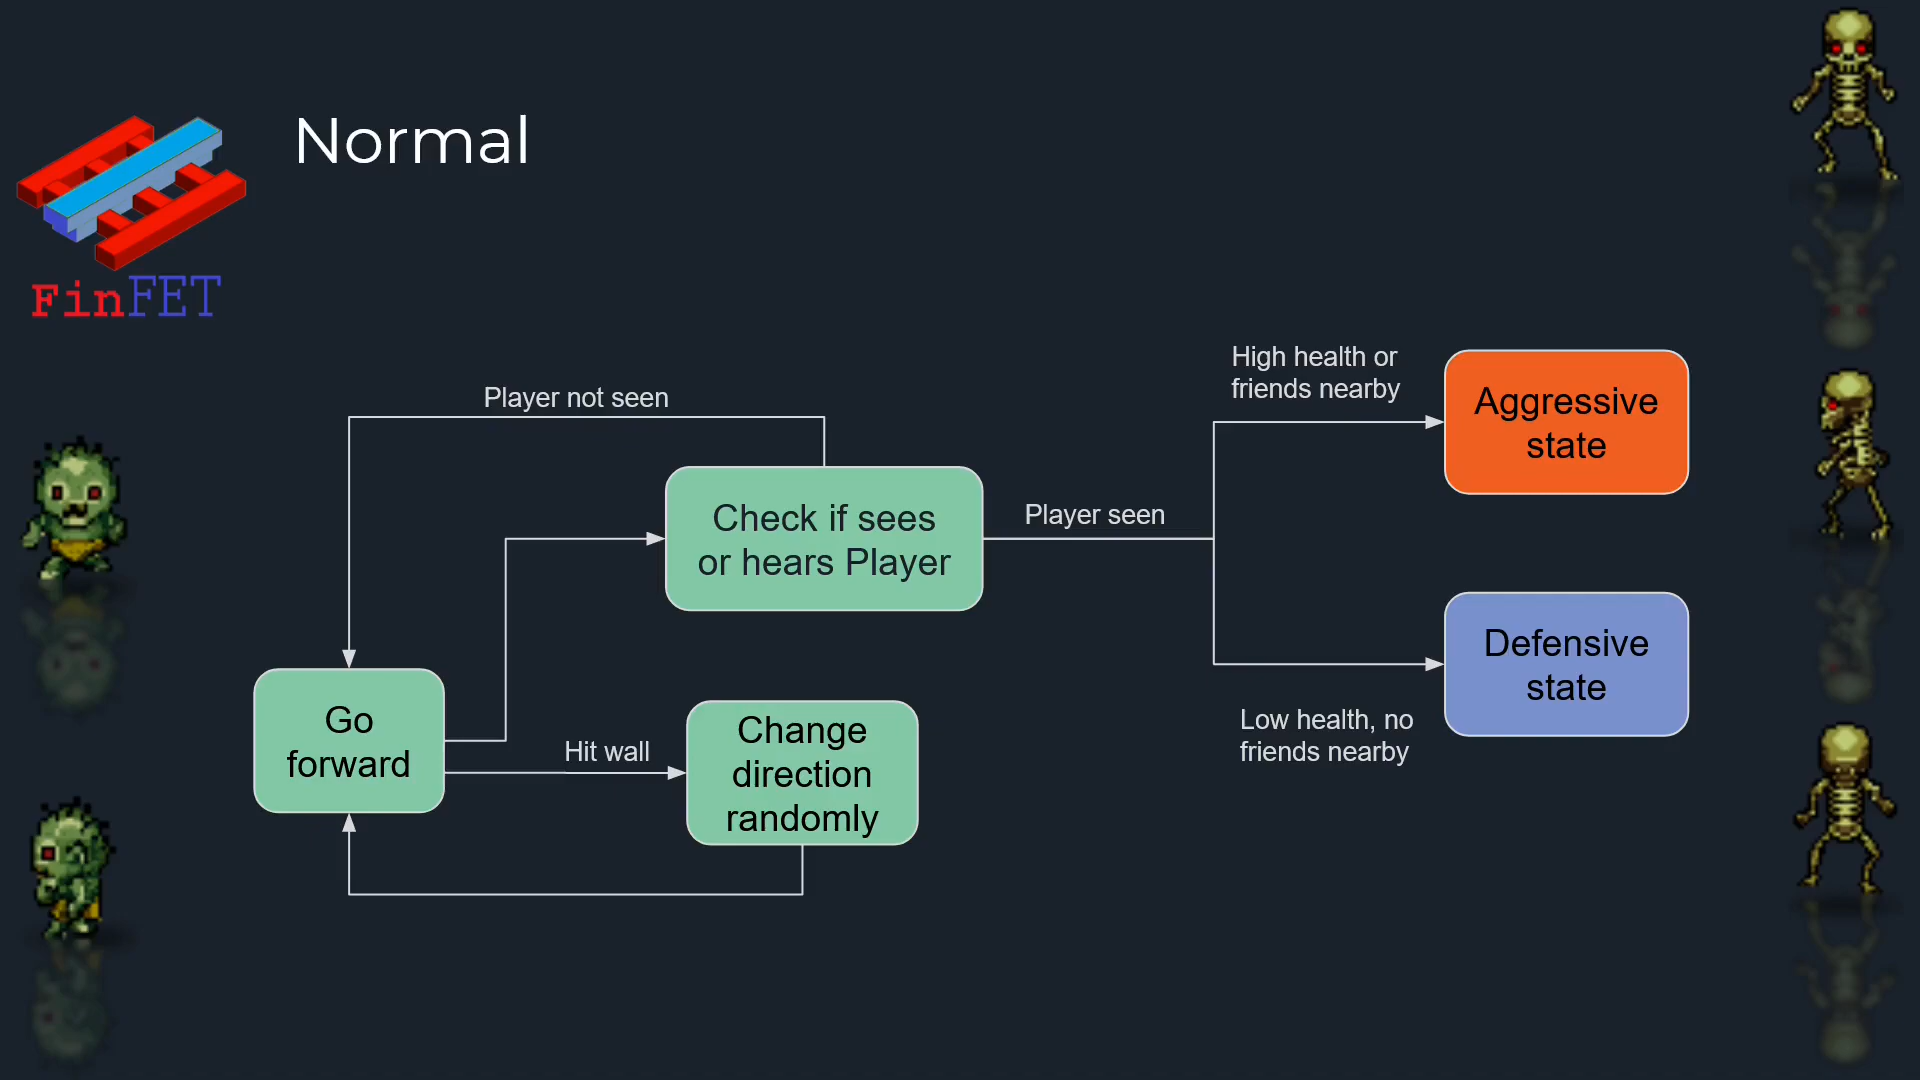 Normal
FinFET
High health or
friends nearby
Aggressive
state
Player not seen
Check if sees
or hears Player
Player seen
Defensive
state
Go
forward
Hit wall
Change
direction
randomly
Low health, no
friends nearby